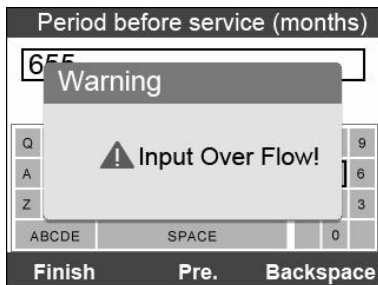 Period before service (months)
655
Warning
Input Over Flow!
Q 9
A 6
Z 3
ABCDE SPACE 0
Finish Pre. Backspace